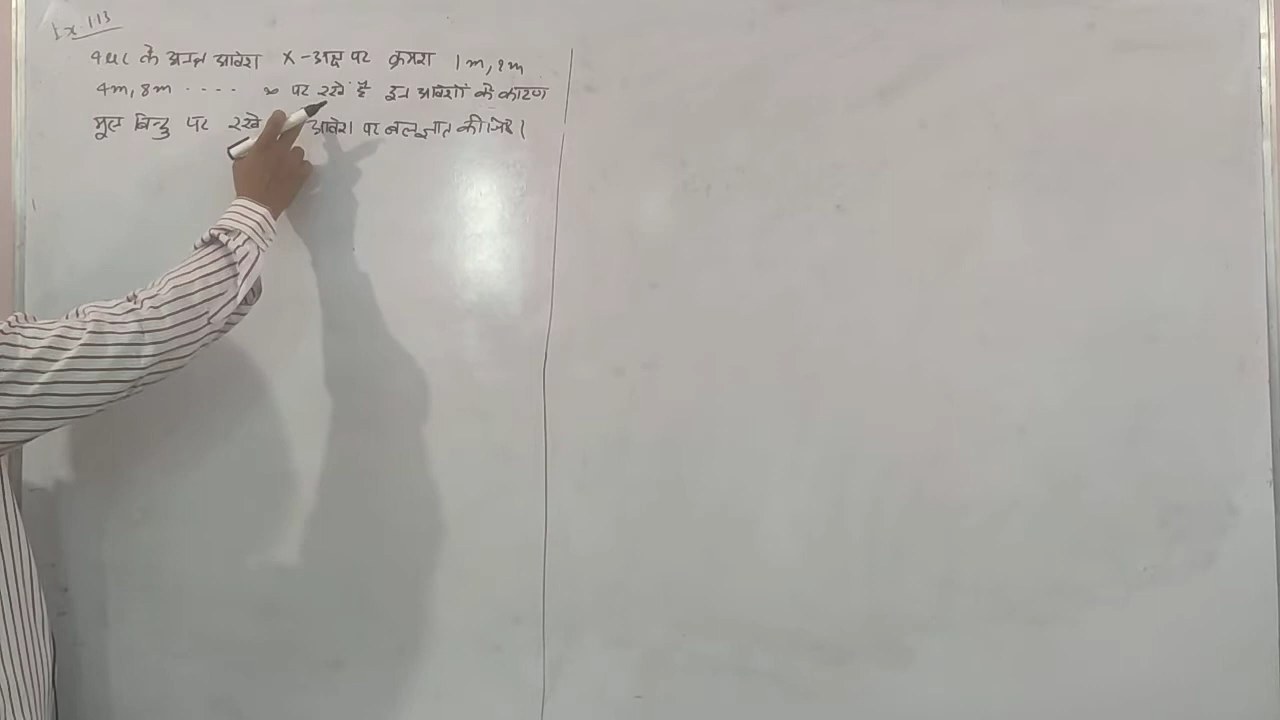 Ex 1.13
4μC के अनन्त आवेश X-अक्ष पर क्रमश 1m, 2m
4m, 8m .... ∞ पर रखे है इन आवेशों के कारण
मूल बिन्दु पर रखे आवेश पर बल ज्ञात कीजिये।